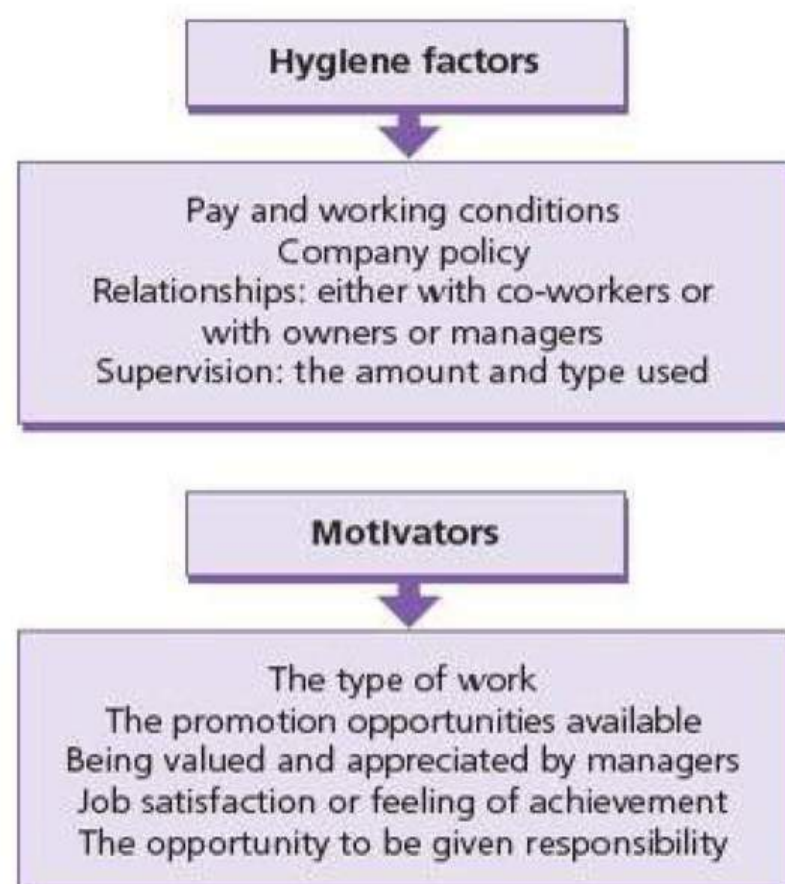 Hygiene factors
Pay and working conditions
Company policy
Relationships: either with co-workers or
with owners or managers
Supervision: the amount and type used
Motivators
The type of work
The promotion opportunities available
Being valued and appreciated by managers
Job satisfaction or feeling of achievement
The opportunity to be given responsibility